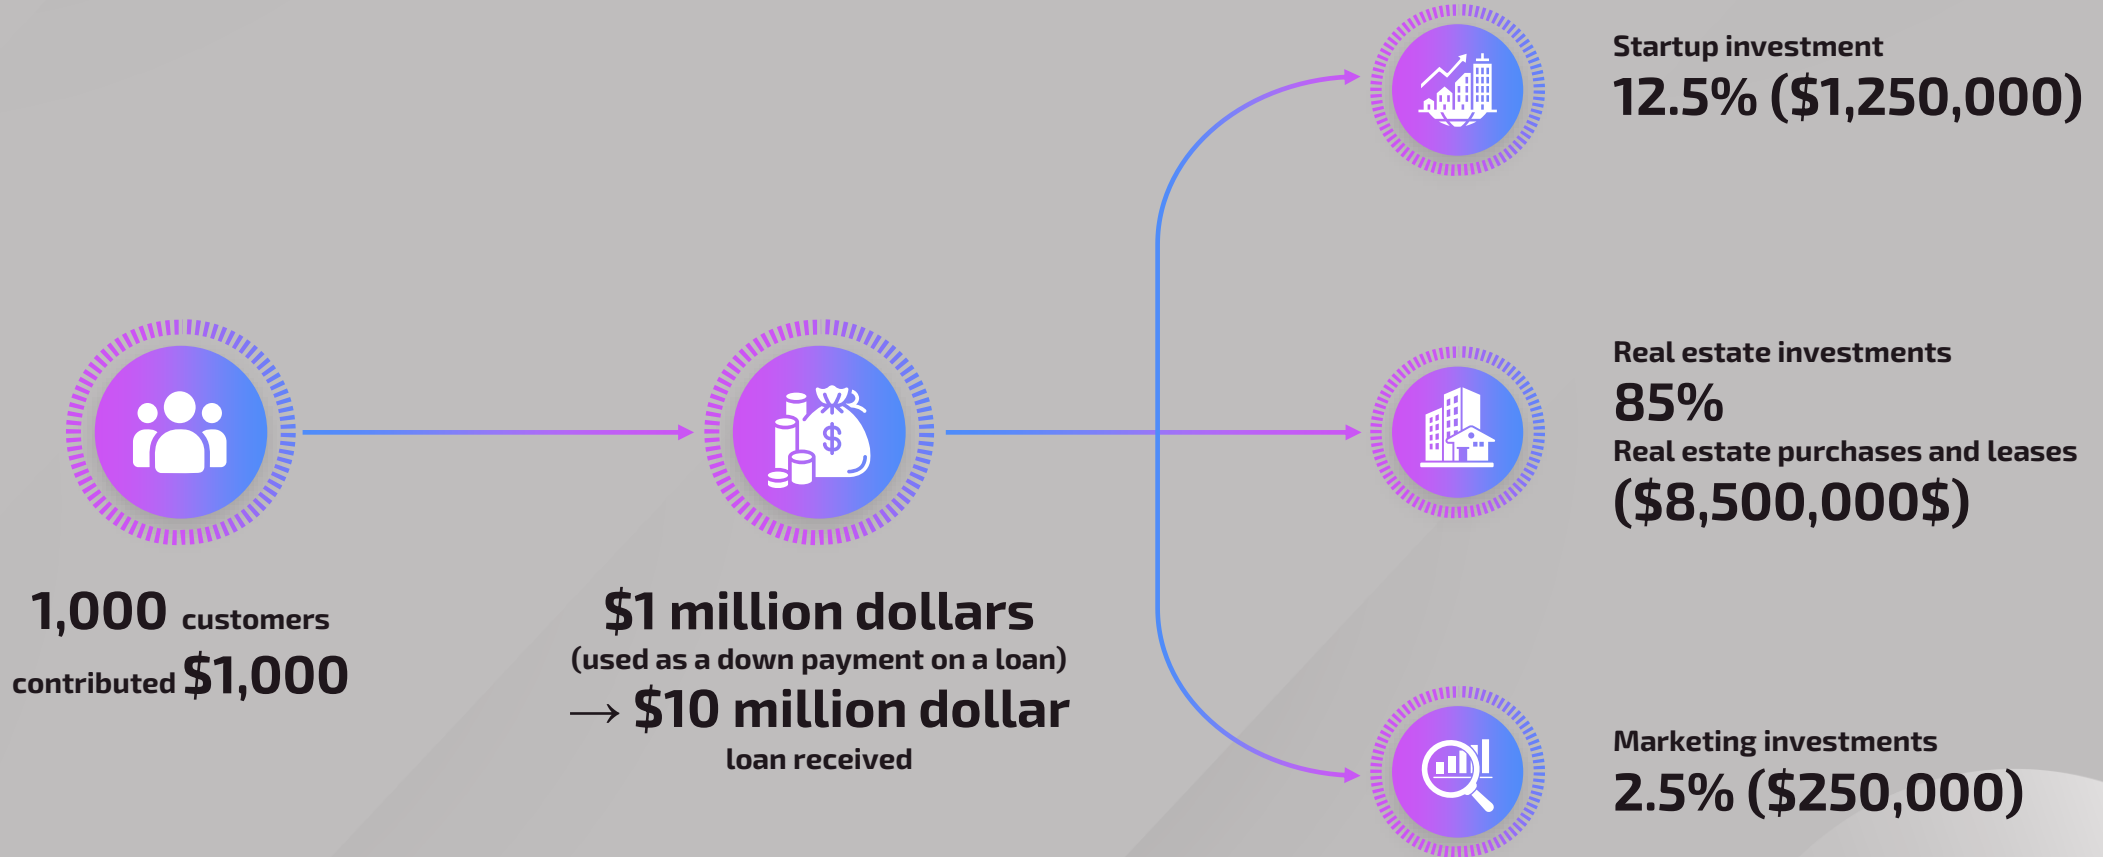 1,000 customers
contributed $1,000
$1 million dollars
(used as a down payment on a loan)
→ $10 million dollar
loan received
Startup investment
12.5% ($1,250,000)
Real estate investments
85%
Real estate purchases and leases
($8,500,000$)
Marketing investments
2.5% ($250,000)